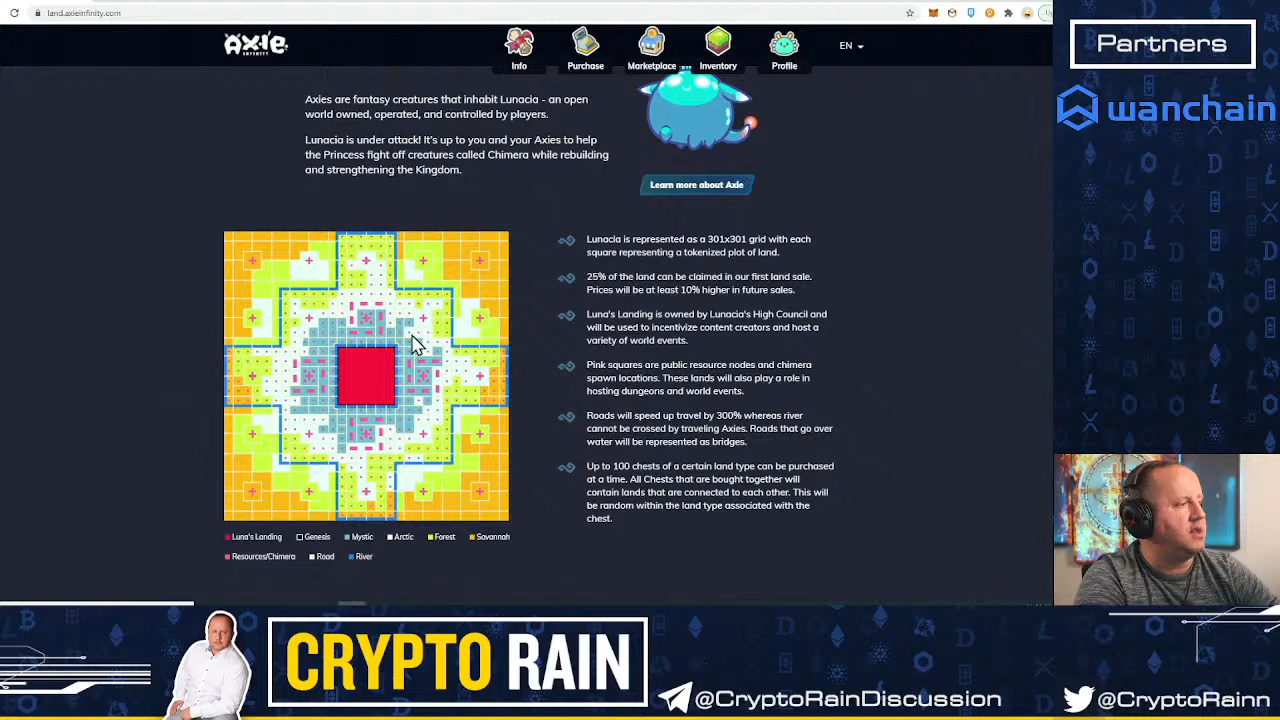 land.axieinfinity.com
AXIE
INFINITY
Info
Purchase
Marketplace
Inventory
Profile
EN
Partners
wanchain
Axies are fantasy creatures that inhabit Lunacia - an open
world owned, operated, and controlled by players.
Lunacia is under attack! It's up to you and your Axies to help
the Princess fight off creatures called Chimera while rebuilding
and strengthening the Kingdom.
Learn more about Axie
Lunacia is represented as a 301x301 grid with each
square representing a tokenized plot of land.
25% of the land can be claimed in our first land sale.
Prices will be at least 10% higher in future sales.
Luna's Landing is owned by Lunacia's High Council and
will be used to incentivize content creators and host a
variety of world events.
Pink squares are public resource nodes and chimera
spawn locations. These lands will also play a role in
hosting dungeons and world events.
Roads will speed up travel by 300% whereas river
cannot be crossed by traveling Axies. Roads that go over
water will be represented as bridges.
Up to 100 chests of a certain land type can be purchased
at a time. All Chests that are bought together will
contain lands that are connected to each other. This will
be random within the land type associated with the
chest.
Luna's Landing
Genesis
Mystic
Arctic
Forest
Savannah
Resources/Chimera
Road
River
CRYPTO RAIN
@CryptoRainDiscussion
@CryptoRainn